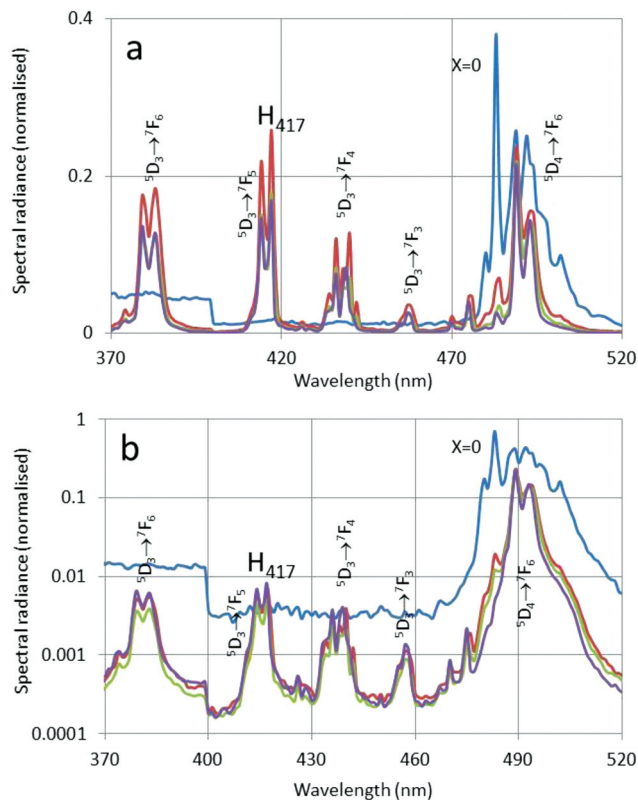 a
Spectral radiance (normalised)
0.4
0.2
0
370
420
470
520
Wavelength (nm)
⁵D₃→⁷F₆
⁵D₃→⁷F₅
H₄₁₇
⁵D₃→⁷F₄
⁵D₃→⁷F₃
X=0
⁵D₄→⁷F₆
b
Spectral radiance (normalised)
1
0.1
0.01
0.001
0.0001
370
400
430
460
490
520
Wavelength (nm)
⁵D₃→⁷F₆
⁵D₃→⁷F₅
H₄₁₇
⁵D₃→⁷F₄
⁵D₃→⁷F₃
X=0
⁵D₄→⁷F₆